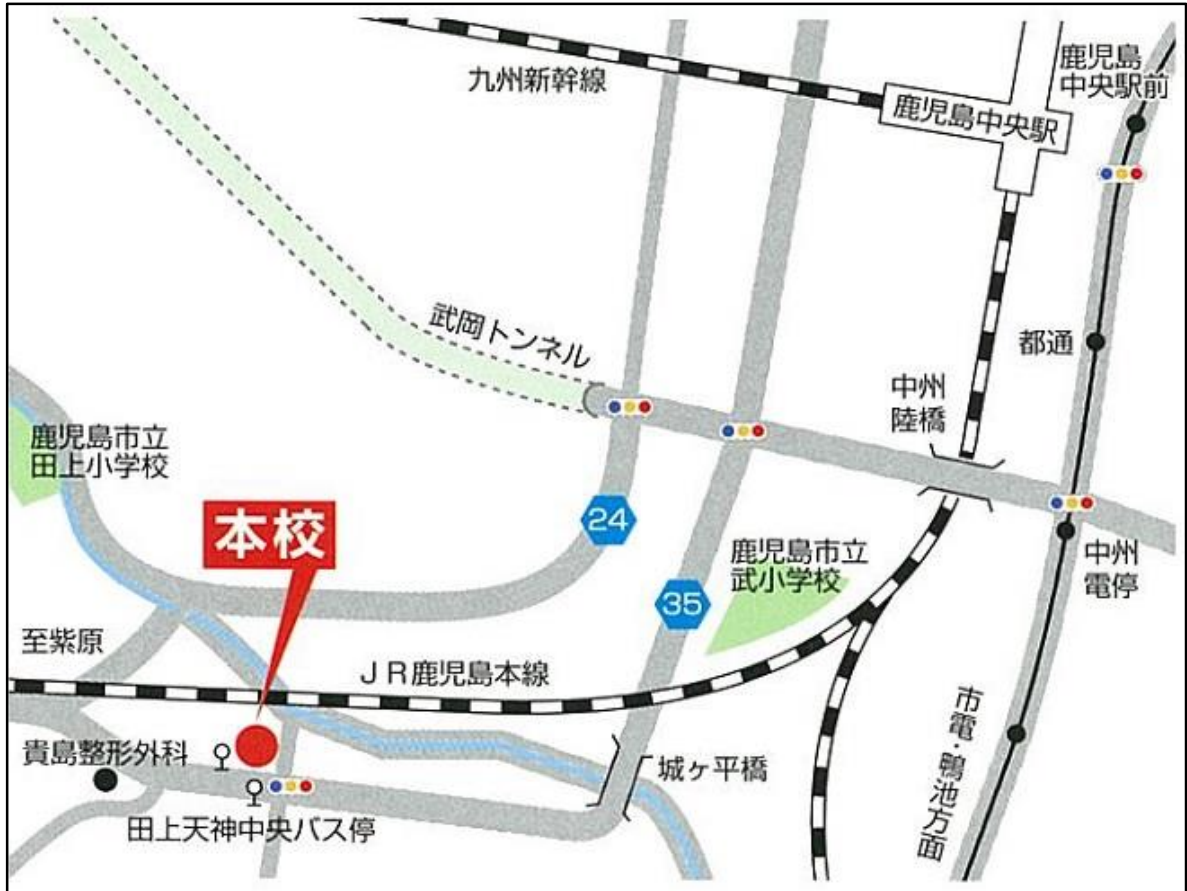 九州新幹線
鹿児島中央駅
鹿児島
中央駅前
武岡トンネル
都通
中州
陸橋
鹿児島市立
田上小学校
24
本校
鹿児島市立
武小学校
中州
電停
35
至紫原
JR鹿児島本線
市電・鴨池方面
貴島整形外科
城ヶ平橋
田上天神中央バス停